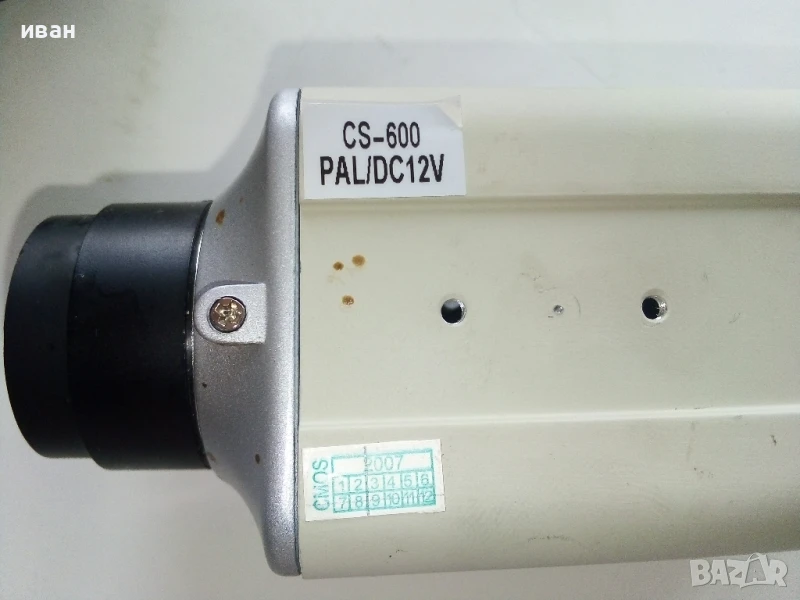 иван
CS-600
PAL/DC12V
CMOS
2007
1 2 3 4 5 6
7 8 9 10 11 12
BAZAR